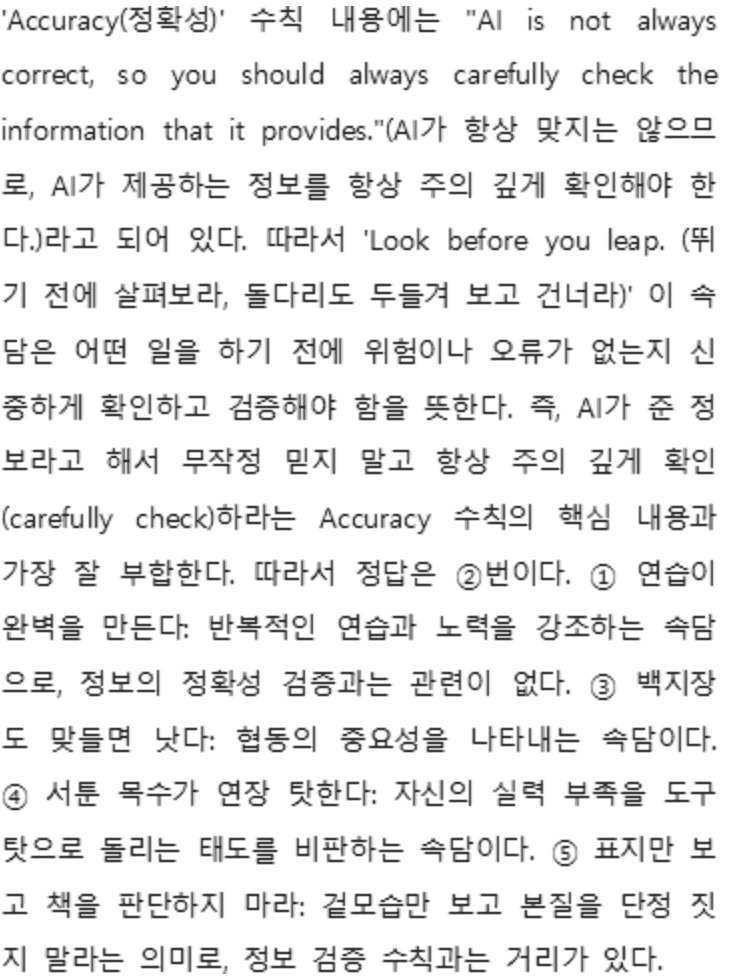 'Accuracy(정확성)' 수칙 내용에는 "AI is not always
correct, so you should always carefully check the
information that it provides."(AI가 항상 맞지는 않으므
로, AI가 제공하는 정보를 항상 주의 깊게 확인해야 한
다.)라고 되어 있다. 따라서 'Look before you leap. (뛰
기 전에 살펴보라, 돌다리도 두들겨 보고 건너라)' 이 속
담은 어떤 일을 하기 전에 위험이나 오류가 없는지 신
중하게 확인하고 검증해야 함을 뜻한다. 즉, AI가 준 정
보라고 해서 무작정 믿지 말고 항상 주의 깊게 확인
(carefully check)하라는 Accuracy 수칙의 핵심 내용과
가장 잘 부합한다. 따라서 정답은 ②번이다. ① 연습이
완벽을 만든다: 반복적인 연습과 노력을 강조하는 속담
으로, 정보의 정확성 검증과는 관련이 없다. ③ 백지장
도 맞들면 낫다: 협동의 중요성을 나타내는 속담이다.
④ 서툰 목수가 연장 탓한다: 자신의 실력 부족을 도구
탓으로 돌리는 태도를 비판하는 속담이다. ⑤ 표지만 보
고 책을 판단하지 마라: 겉모습만 보고 본질을 단정 짓
지 말라는 의미로, 정보 검증 수칙과는 거리가 있다.